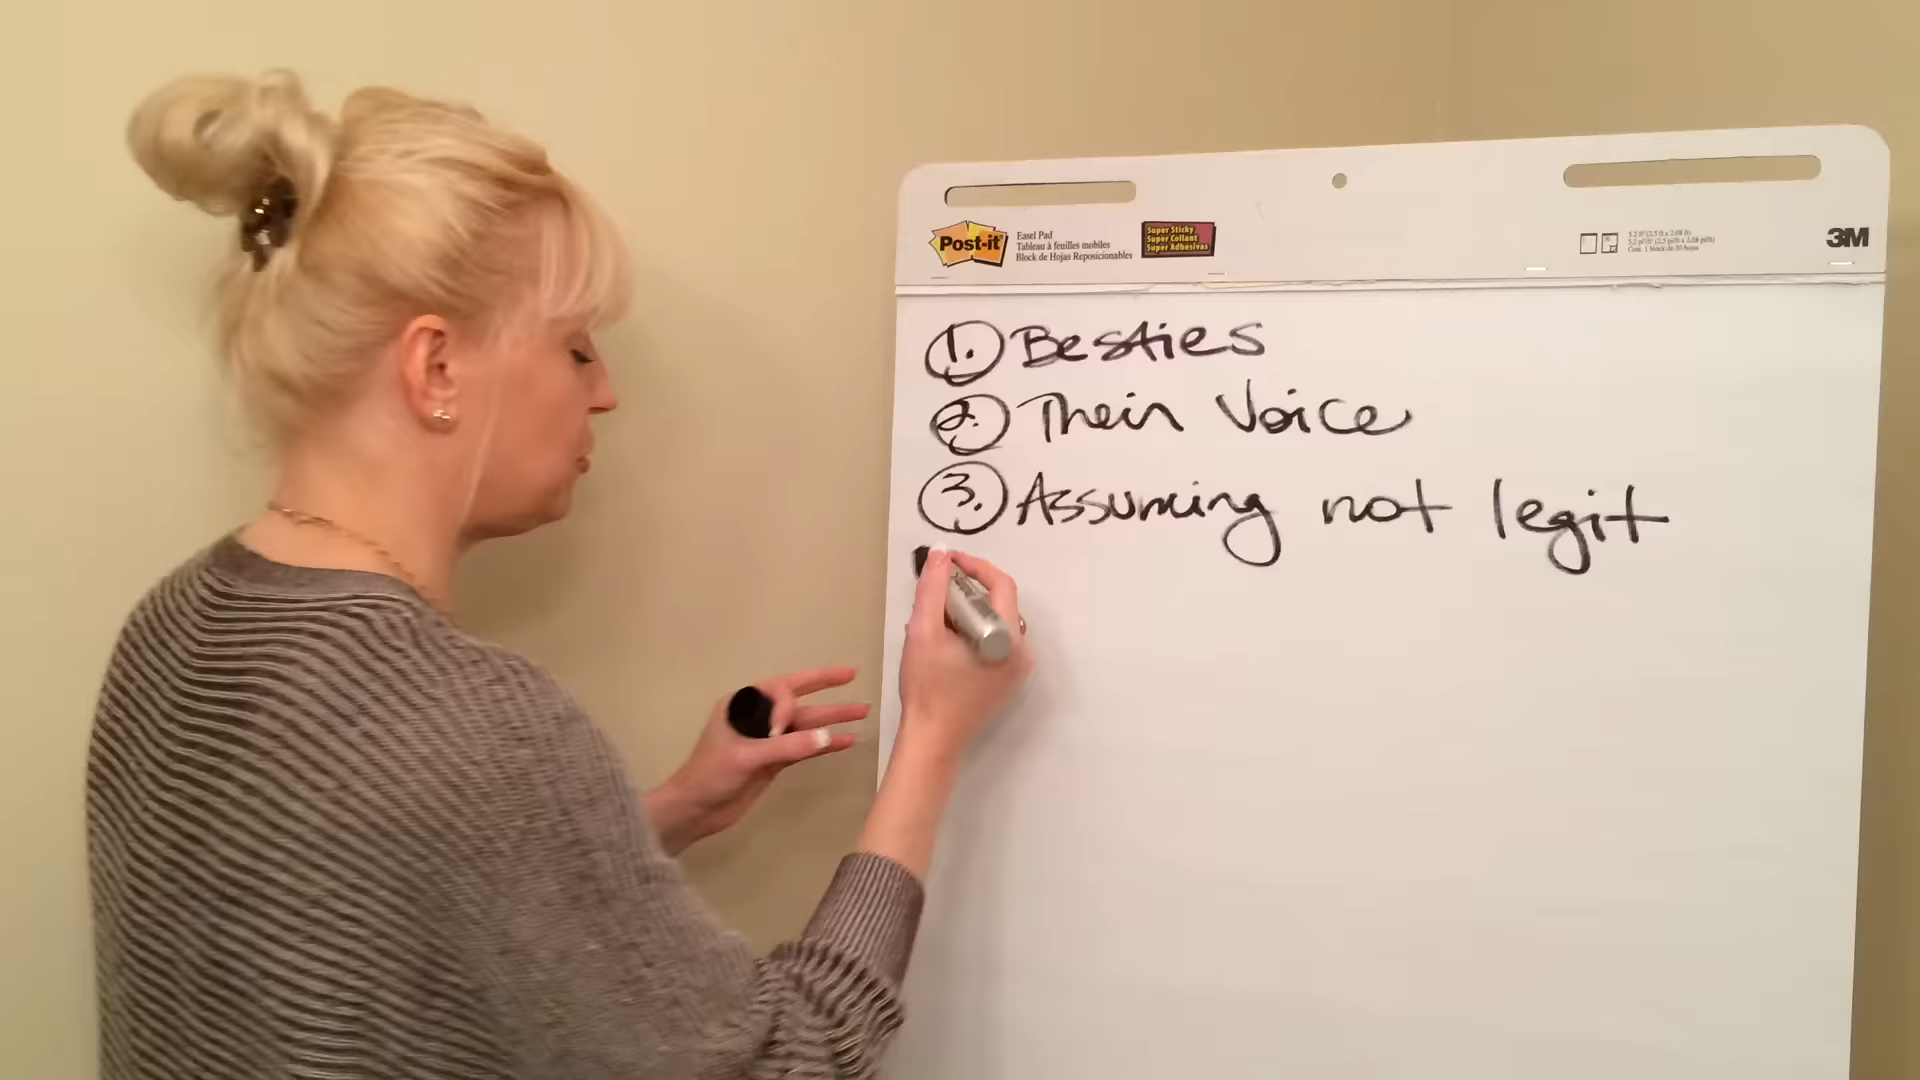 Post-it
Easel Pad
Tableau à feuilles mobiles
Block de Hojas Reposicionables
Super Sticky
Super Collant
Super Adhesivas
3M
1. Besties
2. Their Voice
3. Assuming not legit